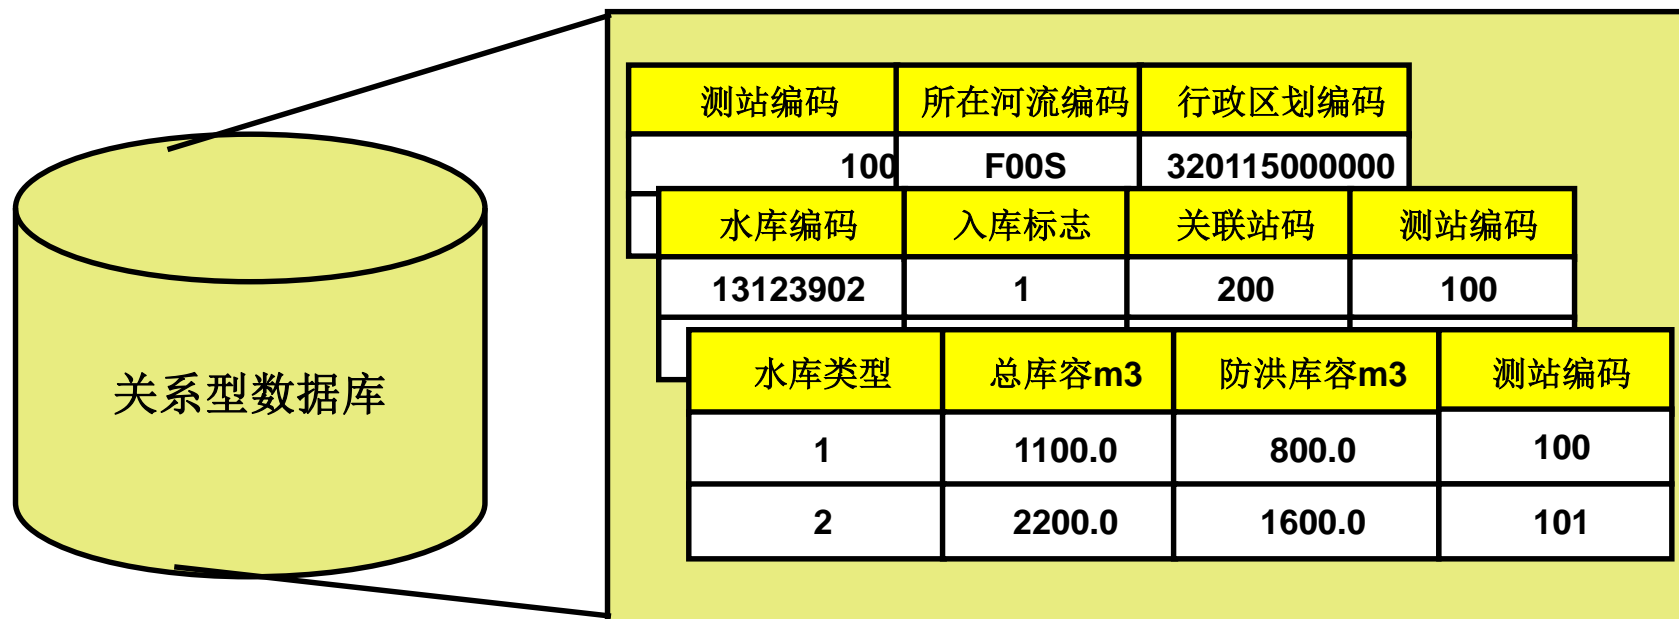 测站编码 所在河流编码 行政区划编码
100 F00S 320115000000
水库编码 入库标志 关联站码 测站编码
13123902 1 200 100
水库类型 总库容m3 防洪库容m3 测站编码
1 1100.0 800.0 100
2 2200.0 1600.0 101
关系型数据库